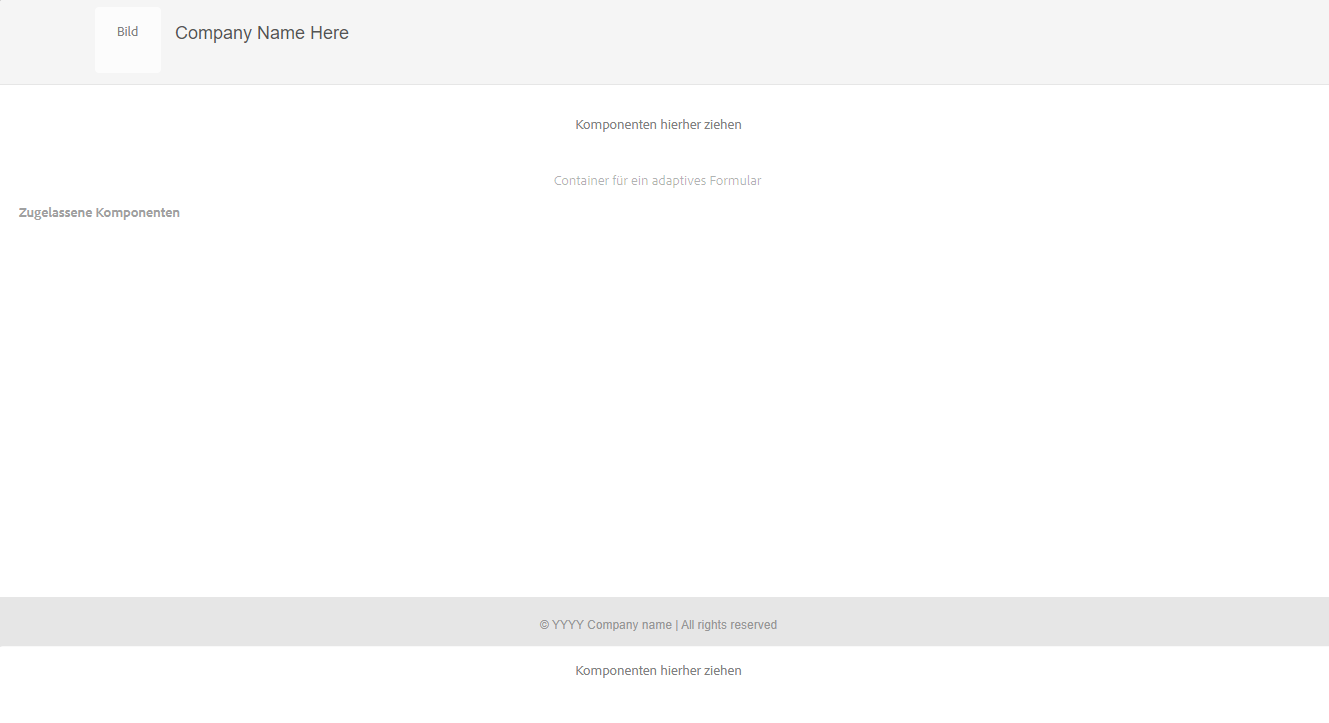 Bild
Company Name Here
Komponenten hierher ziehen
Container für ein adaptives Formular
Zugelassene Komponenten
© YYYY Company name | All rights reserved
Komponenten hierher ziehen